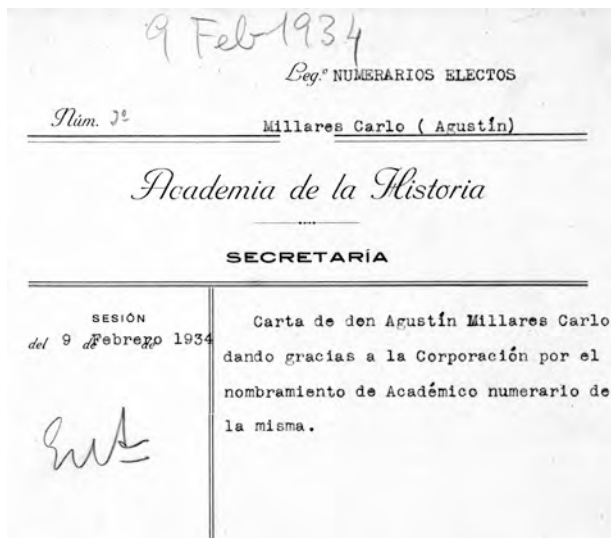 9 Feb 1934
Leg.º NUMERARIOS ELECTOS
Núm. 3º
Millares Carlo ( Agustín)
Academia de la Historia
SECRETARÍA
SESIÓN
del 9 de Febrero de 1934
Carta de den Agustín Millares Carlo
dando gracias a la Corporación por el
nombramiento de Académico numerario de
la misma.